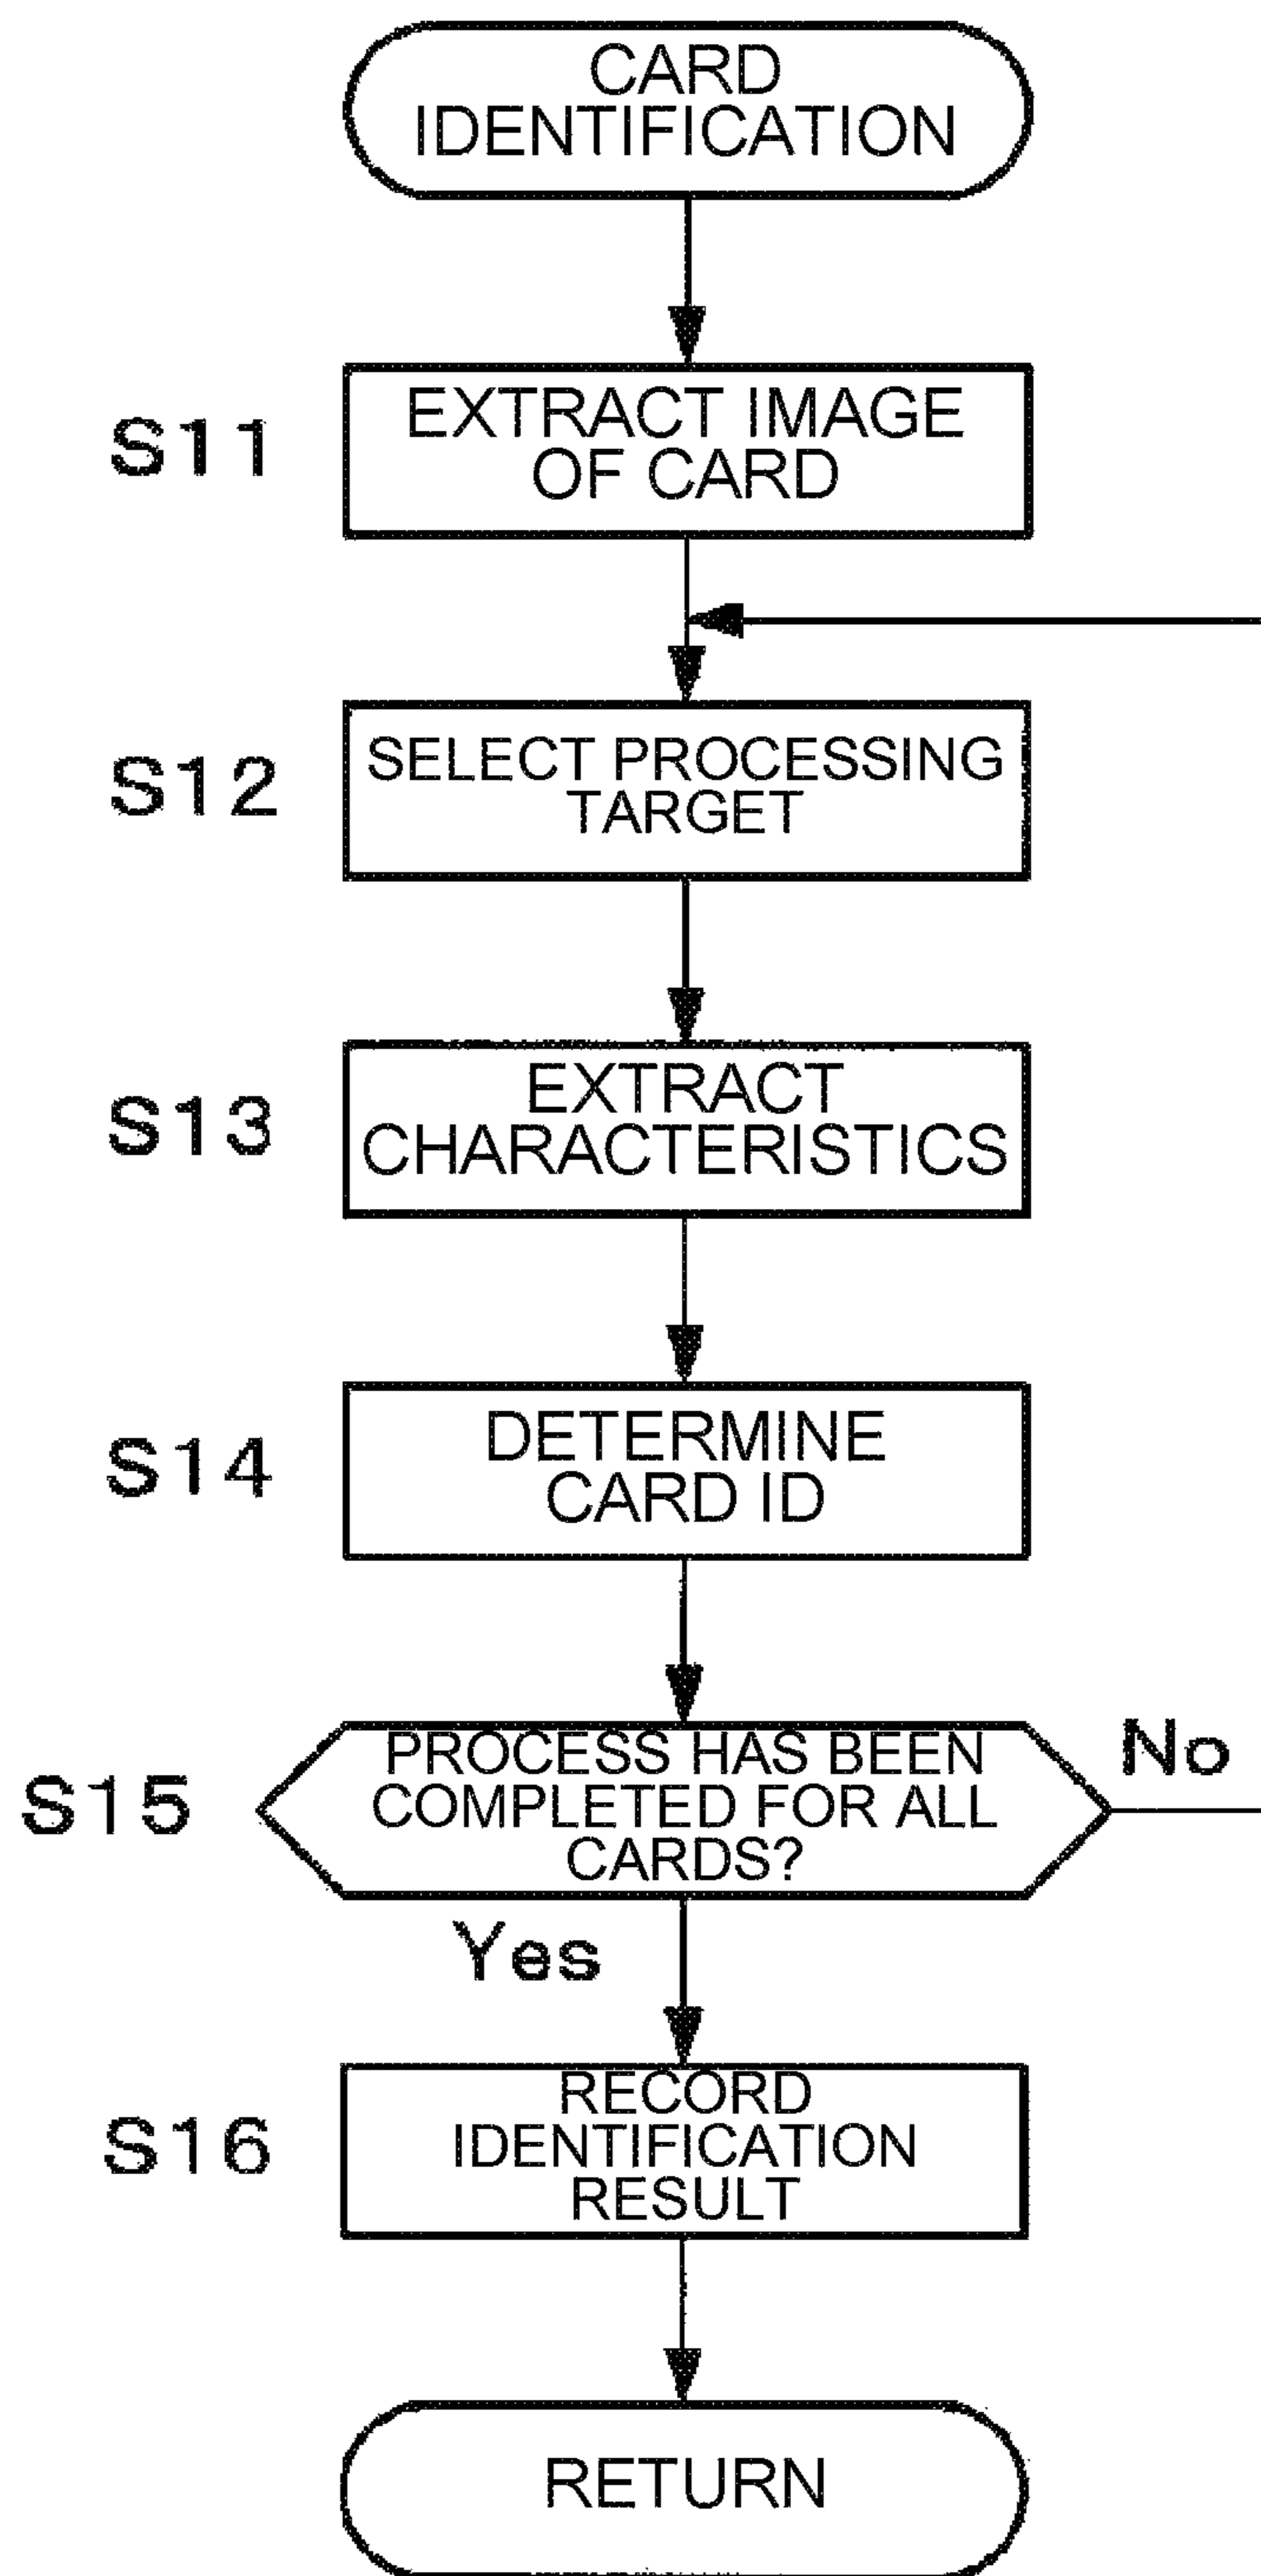 CARD
IDENTIFICATION
S11
EXTRACT IMAGE
OF CARD
S12
SELECT PROCESSING
TARGET
S13
EXTRACT
CHARACTERISTICS
S14
DETERMINE
CARD ID
S15
PROCESS HAS BEEN
COMPLETED FOR ALL
CARDS?
No
Yes
S16
RECORD
IDENTIFICATION
RESULT
RETURN